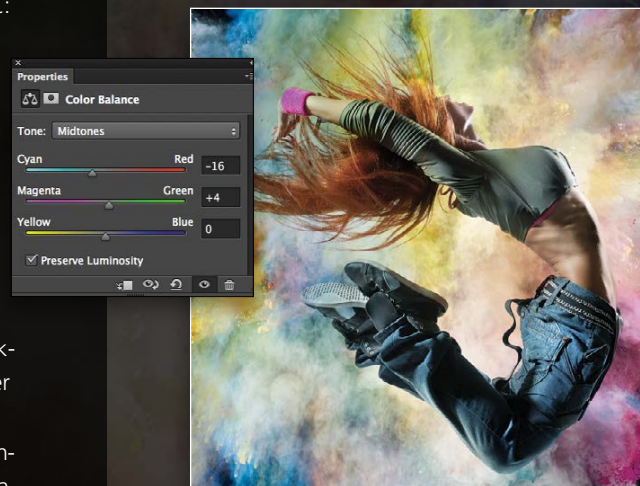 Properties
Color Balance
Tone: Midtones
Cyan Red -16
Magenta Green +4
Yellow Blue 0
Preserve Luminosity